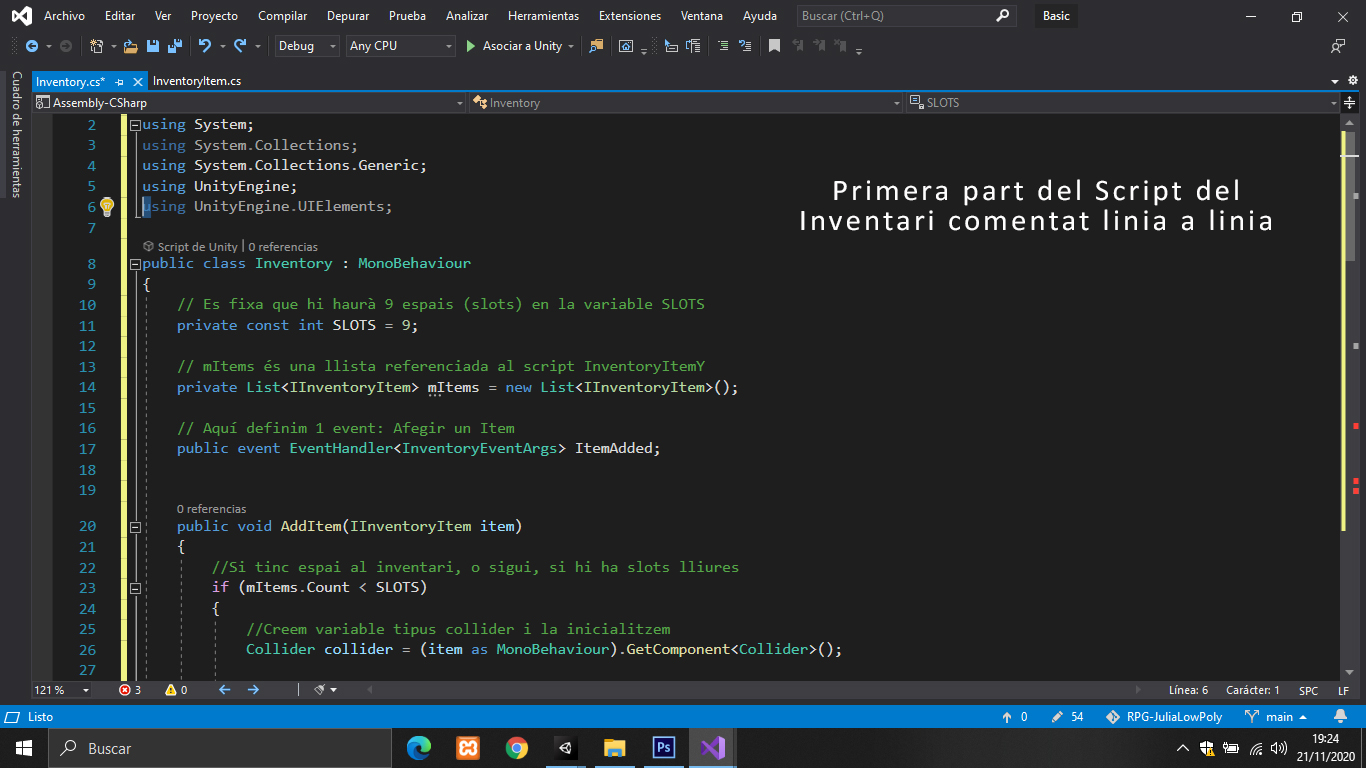 Archivo Editar Ver Proyecto Compilar Depurar Prueba Analizar Herramientas Extensiones Ventana Ayuda Buscar (Ctrl+Q) Basic
Debug Any CPU Asociar a Unity
Inventory.cs* InventoryItem.cs
Assembly-CSharp Inventory SLOTS
Cuadro de herramientas
2 using System;
3 using System.Collections;
4 using System.Collections.Generic;
5 using UnityEngine;
6 using UnityEngine.UIElements;
7
Primera part del Script del
Inventari comentat linia a linia
Script de Unity | 0 referencias
8 public class Inventory : MonoBehaviour
9 {
10 // Es fixa que hi haurà 9 espais (slots) en la variable SLOTS
11 private const int SLOTS = 9;
12
13 // mItems és una llista referenciada al script InventoryItemY
14 private List<IInventoryItem> mItems = new List<IInventoryItem>();
15
16 // Aquí definim 1 event: Afegir un Item
17 public event EventHandler<InventoryEventArgs> ItemAdded;
18
19
0 referencias
20 public void AddItem(IInventoryItem item)
21 {
22 //Si tinc espai al inventari, o sigui, si hi ha slots lliures
23 if (mItems.Count < SLOTS)
24 {
25 //Creem variable tipus collider i la inicialitzem
26 Collider collider = (item as MonoBehaviour).GetComponent<Collider>();
27
121 % 3 0 Línea: 6 Carácter: 1 SPC LF
Listo 0 54 RPG-JuliaLowPoly main
Buscar Ps 19:24
21/11/2020